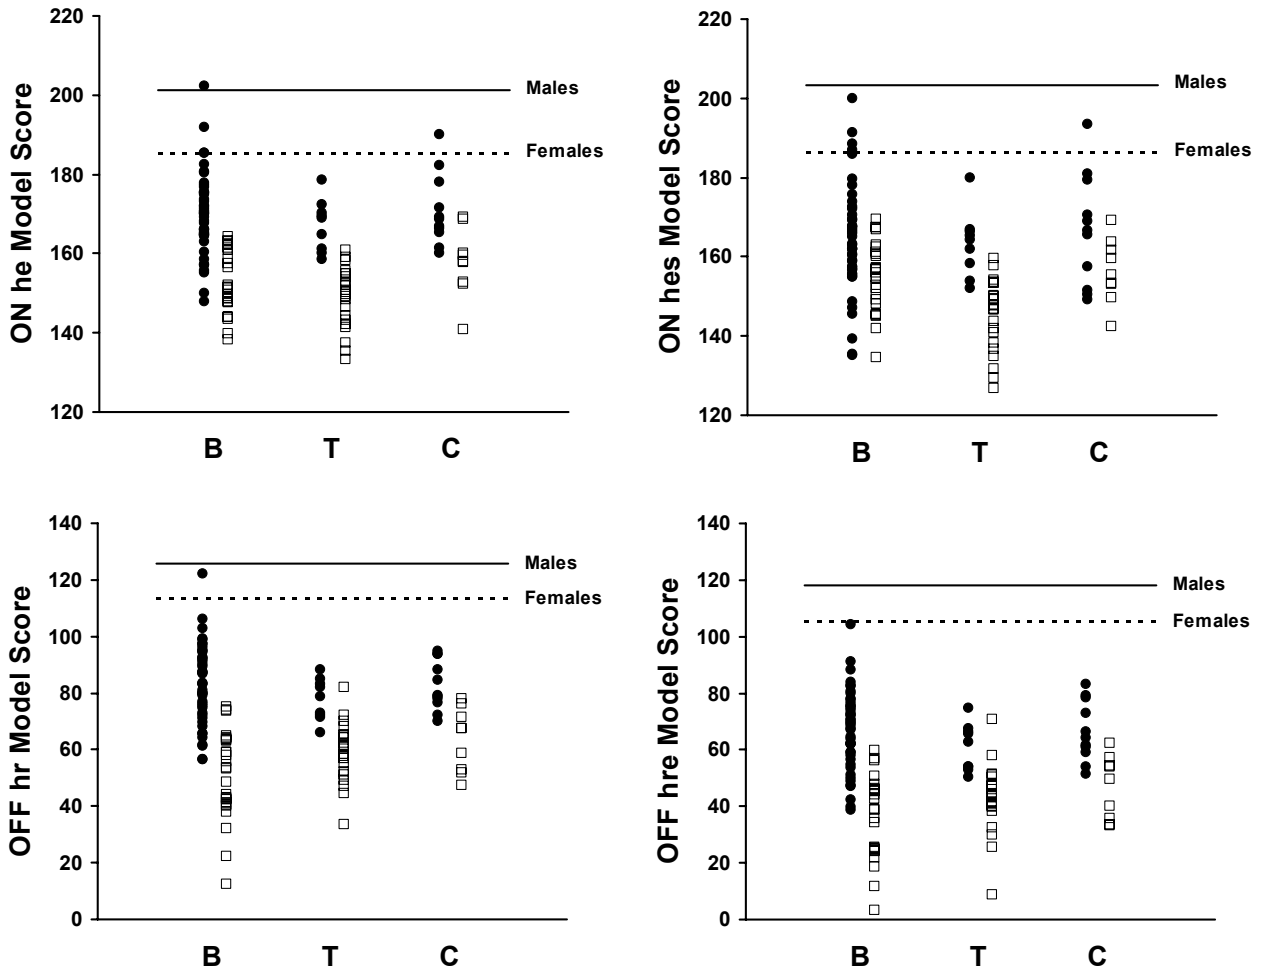 ON he Model Score
220
200
180
160
140
120
Males
Females
B T C
ON hes Model Score
220
200
180
160
140
120
Males
Females
B T C
OFF hr Model Score
140
120
100
80
60
40
20
0
Males
Females
B T C
OFF hre Model Score
140
120
100
80
60
40
20
0
Males
Females
B T C